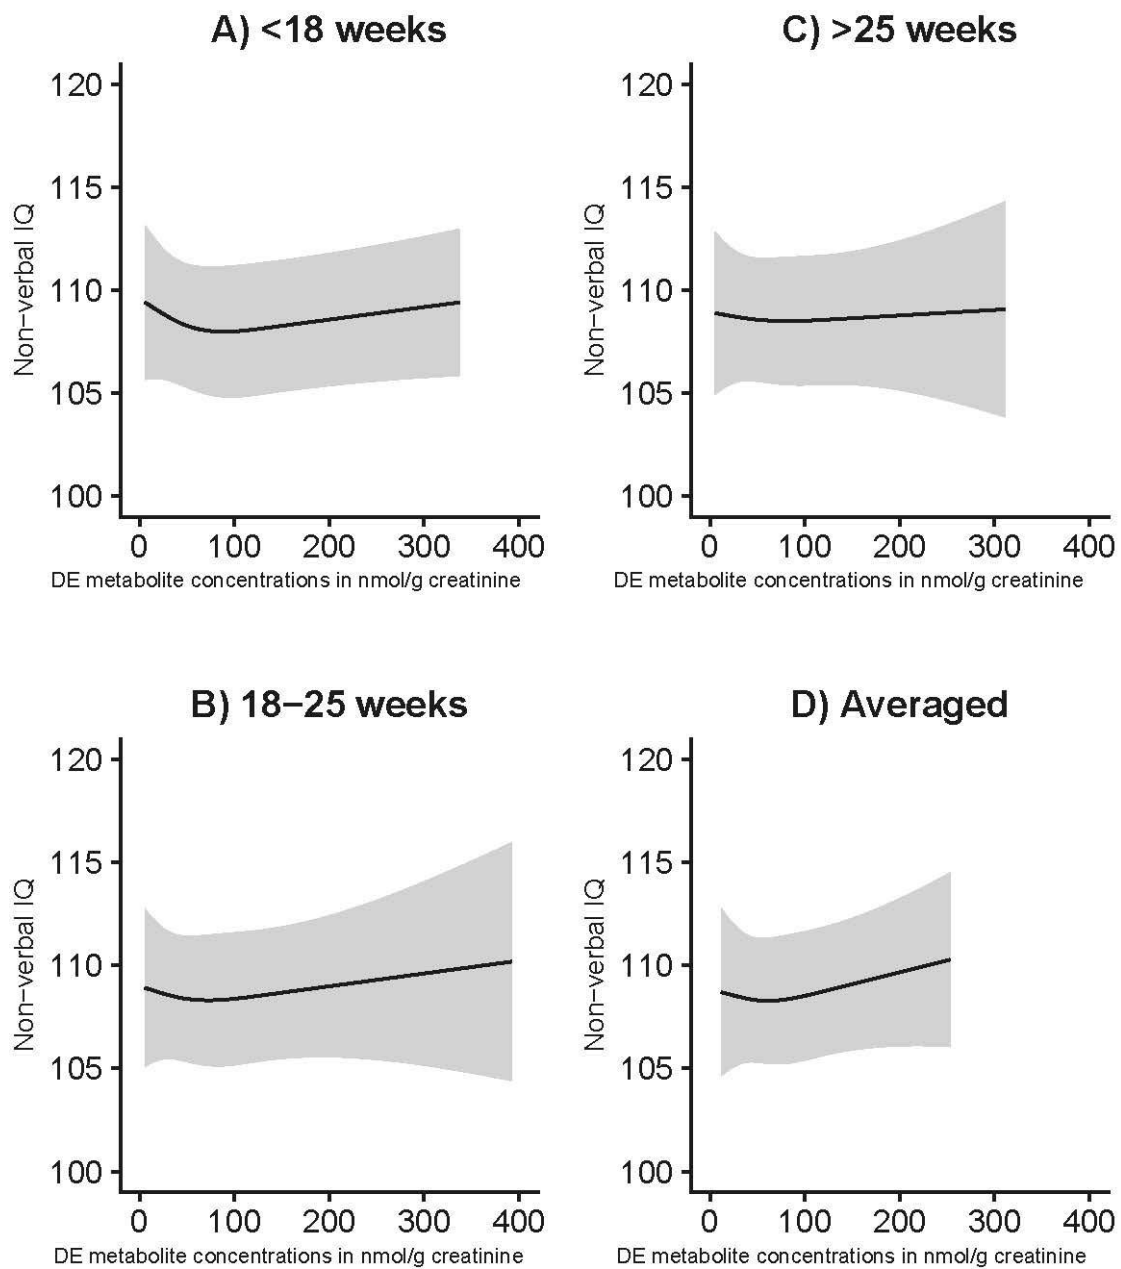 A) <18 weeks
120
115
110
105
100
Non−verbal IQ
0 100 200 300 400
DE metabolite concentrations in nmol/g creatinine
C) >25 weeks
120
115
110
105
100
Non−verbal IQ
0 100 200 300 400
DE metabolite concentrations in nmol/g creatinine
B) 18−25 weeks
120
115
110
105
100
Non−verbal IQ
0 100 200 300 400
DE metabolite concentrations in nmol/g creatinine
D) Averaged
120
115
110
105
100
Non−verbal IQ
0 100 200 300 400
DE metabolite concentrations in nmol/g creatinine